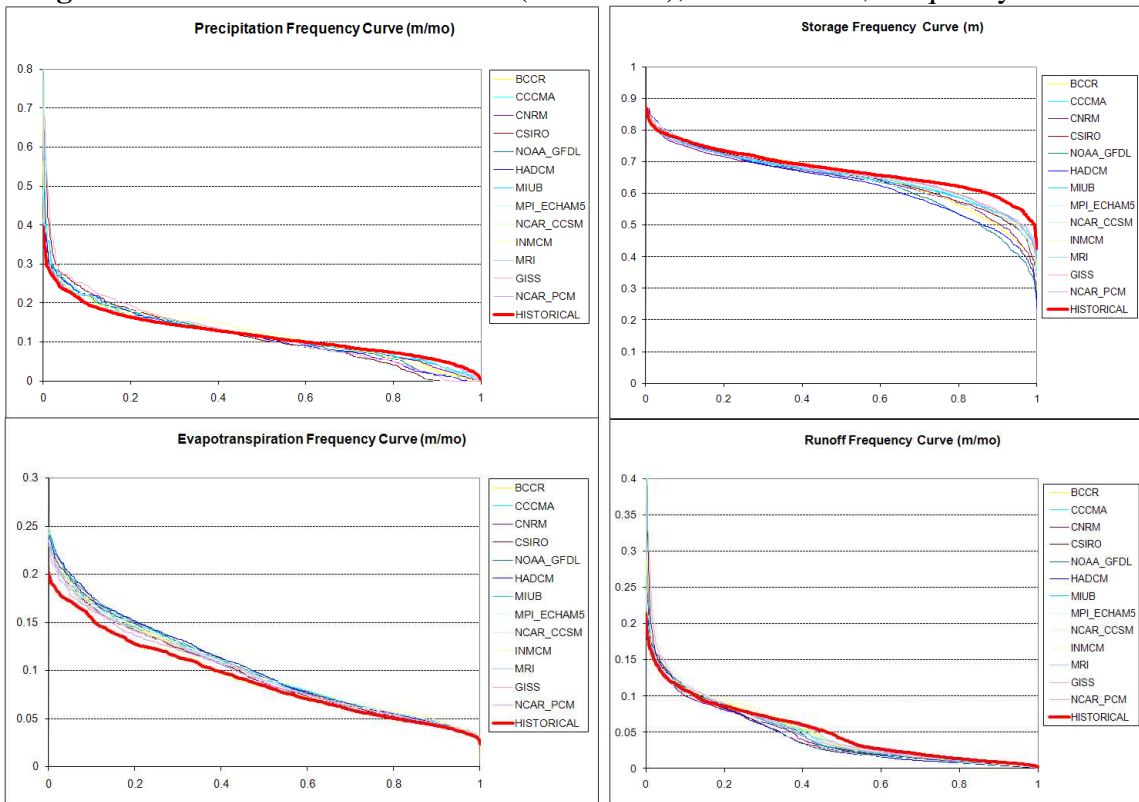 Precipitation Frequency Curve (m/mo)
0.8
0.7
0.6
0.5
0.4
0.3
0.2
0.1
0
0
0.2
0.4
0.6
0.8
1
BCCR
CCCMA
CNRM
CSIRO
NOAA_GFDL
HADCM
MIUB
MPI_ECHAM5
NCAR_CCSM
INMCM
MRI
GISS
NCAR_PCM
HISTORICAL
Storage Frequency Curve (m)
1
0.9
0.8
0.7
0.6
0.5
0.4
0.3
0.2
0.1
0
0
0.2
0.4
0.6
0.8
1
BCCR
CCCMA
CNRM
CSIRO
NOAA_GFDL
HADCM
MIUB
MPI_ECHAM5
NCAR_CCSM
INMCM
MRI
GISS
NCAR_PCM
HISTORICAL
Evapotranspiration Frequency Curve (m/mo)
0.3
0.25
0.2
0.15
0.1
0.05
0
0
0.2
0.4
0.6
0.8
1
BCCR
CCCMA
CNRM
CSIRO
NOAA_GFDL
HADCM
MIUB
MPI_ECHAM5
NCAR_CCSM
INMCM
MRI
GISS
NCAR_PCM
HISTORICAL
Runoff Frequency Curve (m/mo)
0.4
0.35
0.3
0.25
0.2
0.15
0.1
0.05
0
0
0.2
0.4
0.6
0.8
1
BCCR
CCCMA
CNRM
CSIRO
NOAA_GFDL
HADCM
MIUB
MPI_ECHAM5
NCAR_CCSM
INMCM
MRI
GISS
NCAR_PCM
HISTORICAL